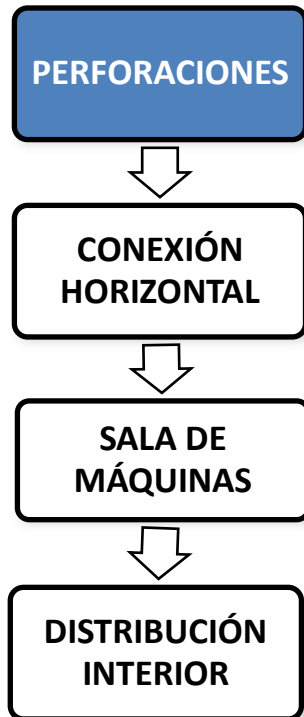 PERFORACIONES
CONEXIÓN
HORIZONTAL
SALA DE
MÁQUINAS
DISTRIBUCIÓN
INTERIOR